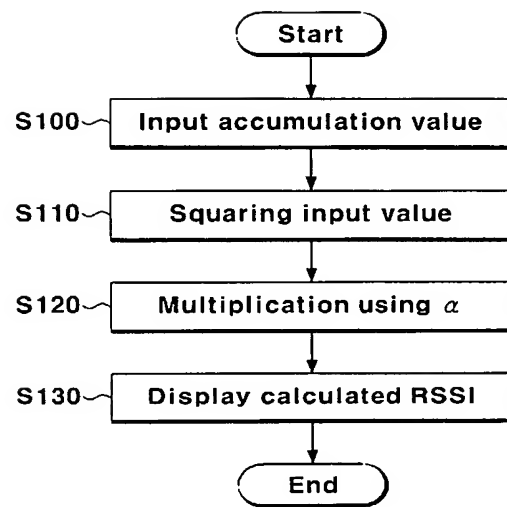 Start
S100 Input accumulation value
S110 Squaring input value
S120 Multiplication using α
S130 Display calculated RSSI
End